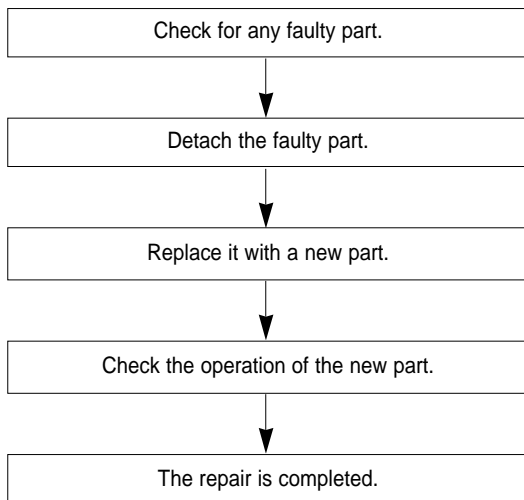 Check for any faulty part.
Detach the faulty part.
Replace it with a new part.
Check the operation of the new part.
The repair is completed.